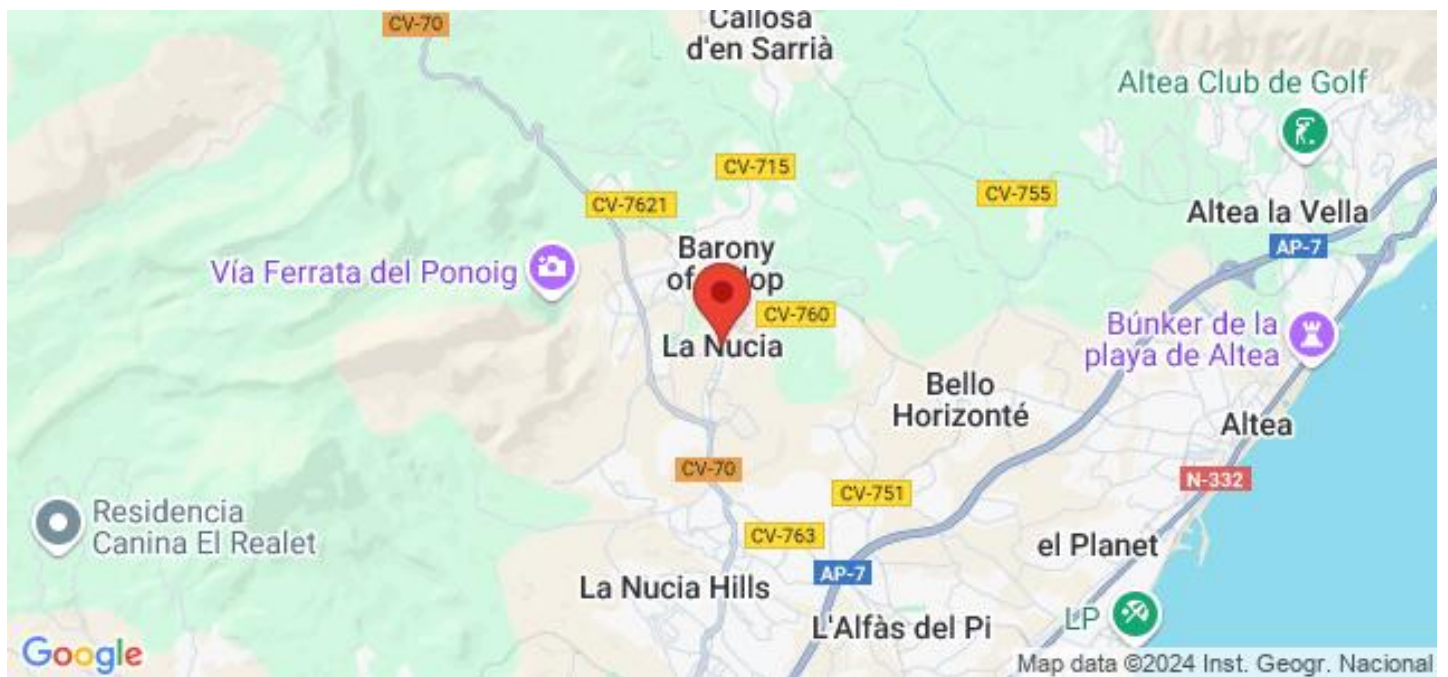 CV-70
Callosa
d'en Sarrià
Altea Club de Golf
CV-715
CV-7621
CV-755
Altea la Vella
AP-7
Barony
Vía Ferrata del Ponoig
CV-760
La Nucia
Búnker de la
playa de Altea
Bello
Horizonté
Altea
CV-70
N-332
CV-751
Residencia
Canina El Realet
CV-763
el Planet
AP-7
La Nucia Hills
LP
L'Alfàs del Pi
Google
Map data ©2024 Inst. Geogr. Nacional